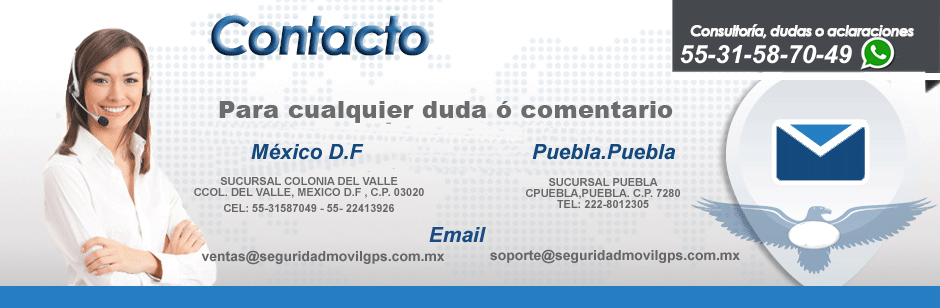 Contacto
Consultoría, dudas o aclaraciones
55-31-58-70-49
Para cualquier duda ó comentario
México D.F
SUCURSAL COLONIA DEL VALLE
CCOL. DEL VALLE, MEXICO D.F , C.P. 03020
CEL: 55-31587049 - 55- 22413926
Puebla.Puebla
SUCURSAL PUEBLA
CPUEBLA,PUEBLA. C.P. 7280
TEL: 222-8012305
Email
ventas@seguridadmovilgps.com.mx
soporte@seguridadmovilgps.com.mx